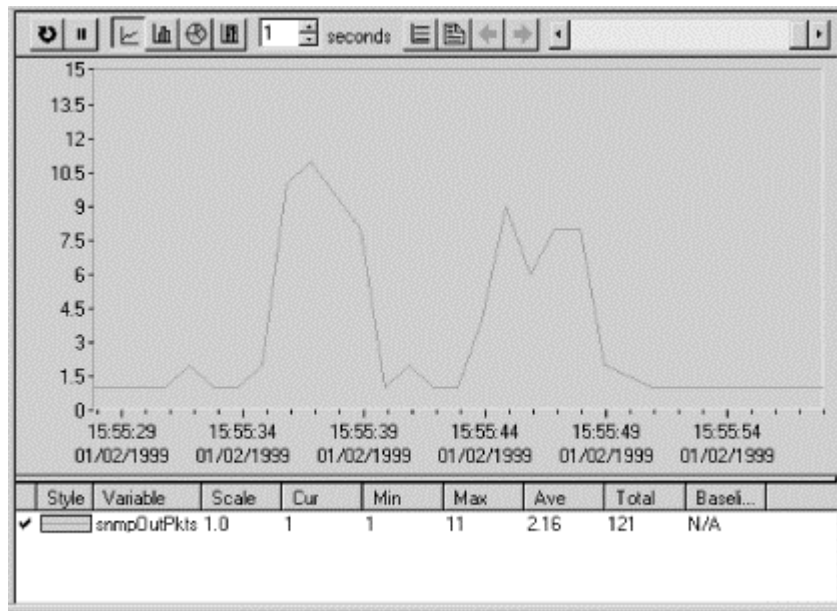 1 seconds
15
13.5
12
10.5
9
7.5
6
4.5
3
1.5
0
15:55:29 15:55:34 15:55:39 15:55:44 15:55:49 15:55:54
01/02/1999 01/02/1999 01/02/1999 01/02/1999 01/02/1999 01/02/1999
Style Variable Scale Cur Min Max Ave Total Baseli...
snmpOutPkts 1.0 1 1 11 2.16 121 N/A